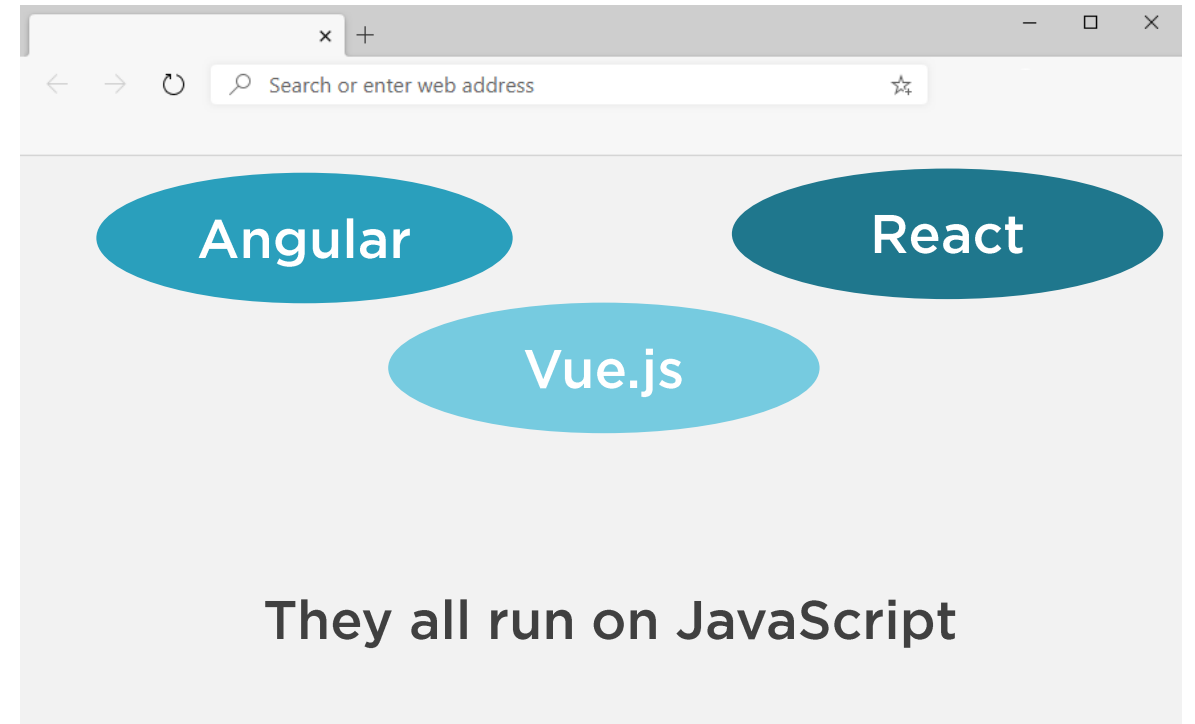 Search or enter web address
Angular
React
Vue.js
They all run on JavaScript